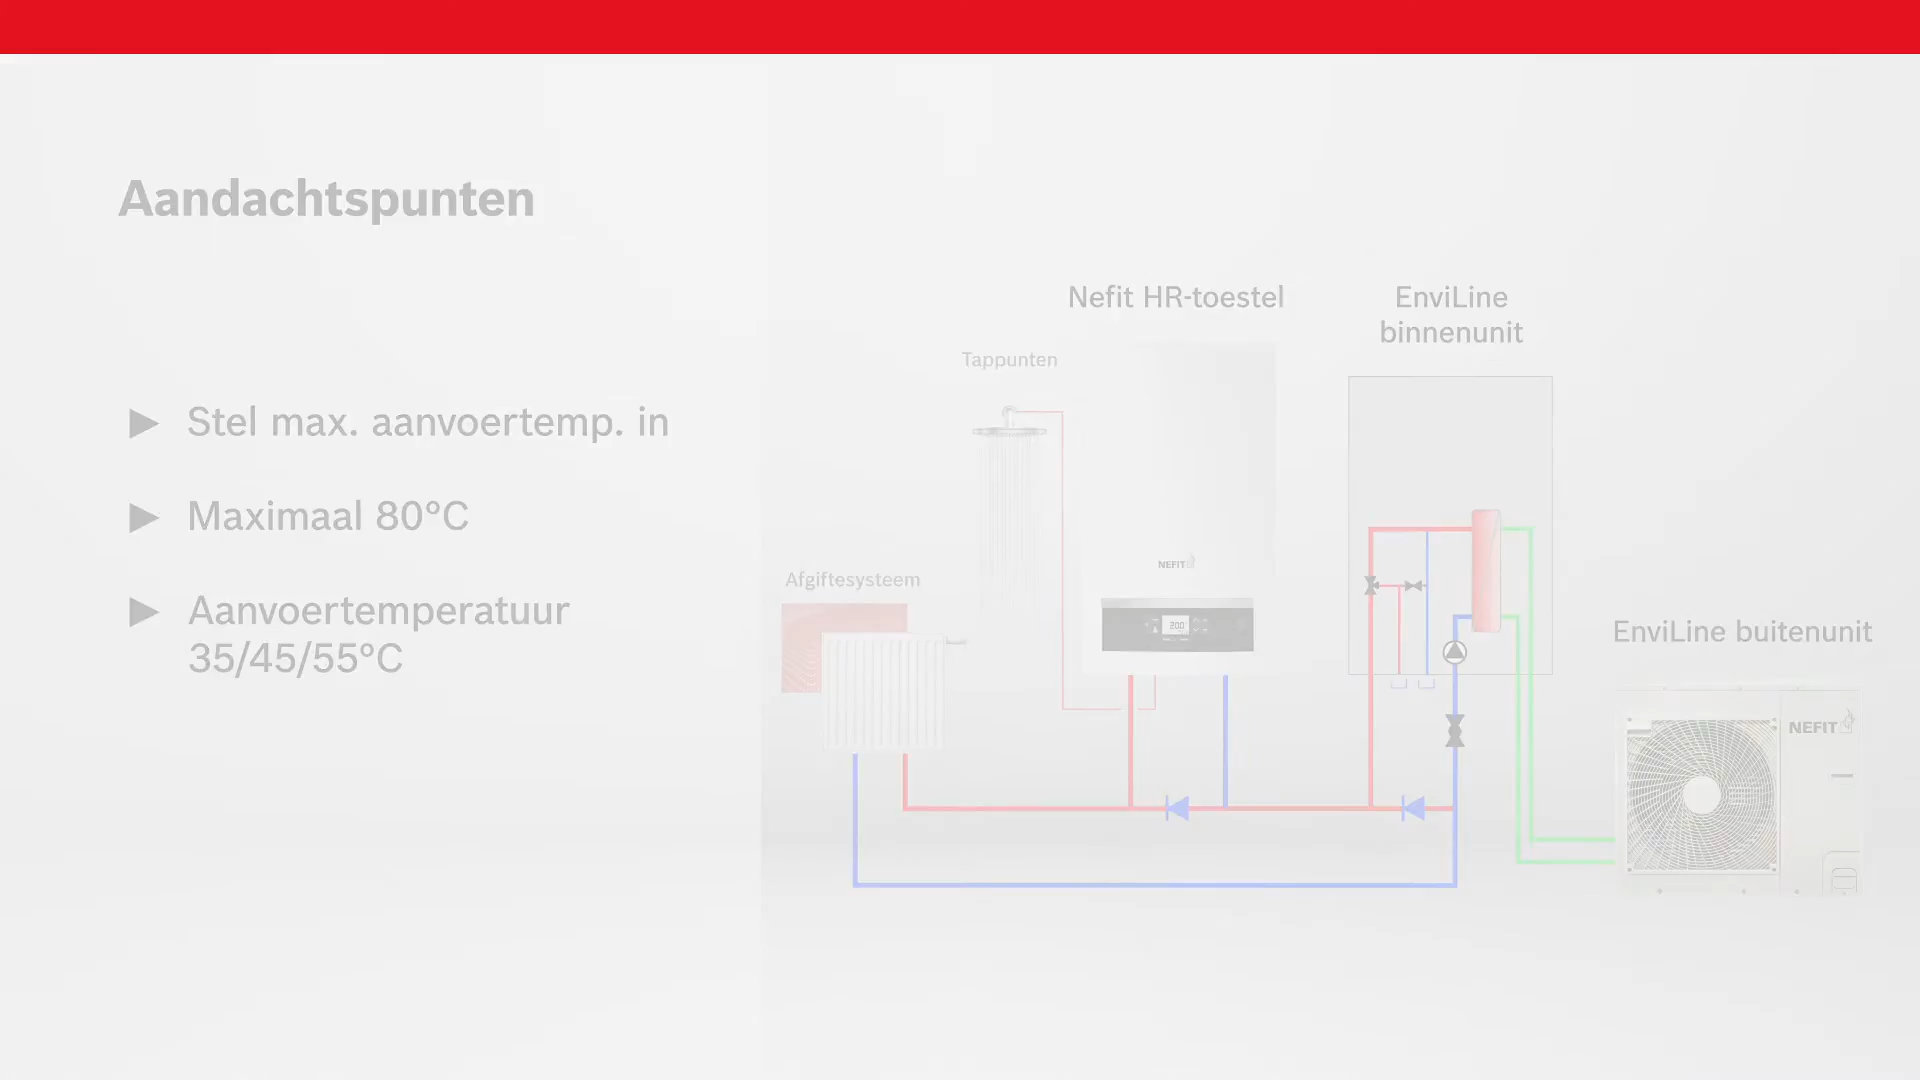 Aandachtspunten
Stel max. aanvoertemp. in
Maximaal 80°C
Aanvoertemperatuur
35/45/55°C
Nefit HR-toestel
EnviLine
binnenunit
Tappunten
NEFIT
Afgiftesysteem
EnviLine buitenunit
NEFIT